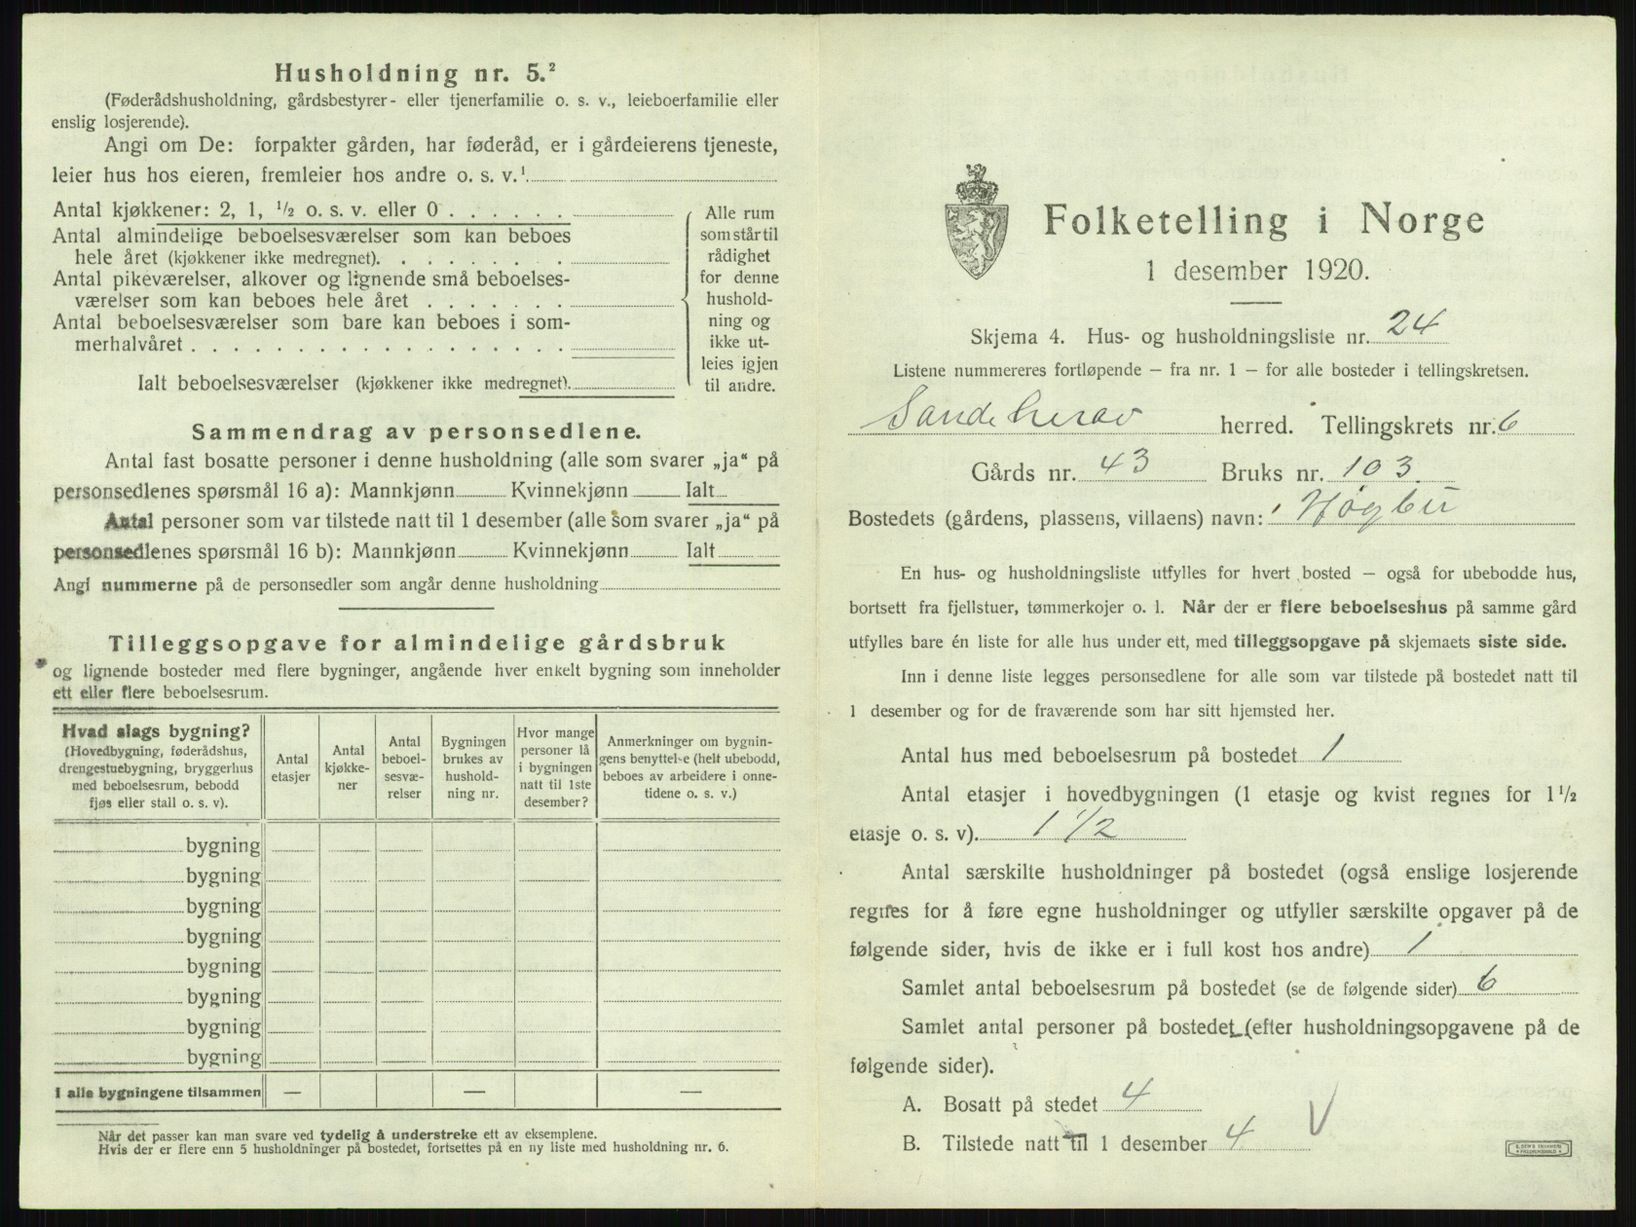 Husholdning nr. 5.²
(Føderådshusholdning, gårdsbestyrer- eller tjenerfamilie o. s. v., leieboerfamilie eller
enslig losjerende).
Angi om De: forpakter gården, har føderåd, er i gårdeierens tjeneste,
leier hus hos eieren, fremleier hos andre o. s. v.¹
Antal kjøkkener: 2, 1, ½ o. s. v. eller 0
Antal almindelige beboelsesværelser som kan beboes
hele året (kjøkkener ikke medregnet).
Antal pikeværelser, alkover og lignende små beboelses-
værelser som kan beboes hele året
Antal beboelsesværelser som bare kan beboes i som-
merhalvåret
Ialt beboelsesværelser (kjøkkener ikke medregnet).
Alle rum
som står til
rådighet
for denne
hushold-
ning og
ikke ut-
leies igjen
til andre.
Sammendrag av personsedlene.
Antal fast bosatte personer i denne husholdning (alle som svarer „ja“ på
personsedlenes spørsmål 16 a): Mannkjønn Kvinnekjønn Ialt
Antal personer som var tilstede natt til 1 desember (alle som svarer „ja“ på
personsedlenes spørsmål 16 b): Mannkjønn Kvinnekjønn Ialt
Angi nummerne på de personsedler som angår denne husholdning
Tilleggsopgave for almindelige gårdsbruk
og lignende bosteder med flere bygninger, angående hver enkelt bygning som inneholder
ett eller flere beboelsesrum.
Hvad slags bygning?
(Hovedbygning, føderådshus,
drengestuebygning, bryggerhus
med beboelsesrum, bebodd
fjøs eller stall o. s. v.).
Antal
etasjer
Antal
kjøkke-
ner
Antal
beboel-
sesvæ-
relser
Bygningen
brukes av
hushold-
ning nr.
Hvor mange
personer lå
i bygningen
natt til 1ste
desember?
Anmerkninger om bygnin-
gens benyttelse (helt ubebodd,
beboes av arbeidere i onne-
tidene o. s. v.)
bygning
bygning
bygning
bygning
bygning
bygning
bygning
bygning
I alle bygningene tilsammen — — —
Når det passer kan man svare ved tydelig å understreke ett av eksemplene.
Hvis der er flere enn 5 husholdninger på bostedet, fortsettes på en ny liste med husholdning nr. 6.
Folketelling i Norge
1 desember 1920.
Skjema 4. Hus- og husholdningsliste nr. 24
Listene nummereres fortløpende — fra nr. 1 — for alle bosteder i tellingskretsen.
Sandeherav herred. Tellingskrets nr. 6
Gårds nr. 43 Bruks nr. 103
Bostedets (gårdens, plassens, villaens) navn: Høgbu
En hus- og husholdningsliste utfylles for hvert bosted — også for ubebodde hus,
bortsett fra fjellstuer, tømmerkojer o. l. Når der er flere beboelseshus på samme gård
utfylles bare én liste for alle hus under ett, med tilleggsopgave på skjemaets siste side.
Inn i denne liste legges personsedlene for alle som var tilstede på bostedet natt til
1 desember og for de fraværende som har sitt hjemsted her.
Antal hus med beboelsesrum på bostedet 1
Antal etasjer i hovedbygningen (1 etasje og kvist regnes for 1½
etasje o. s. v). 1 1/2
Antal særskilte husholdninger på bostedet (også enslige losjerende
regnes for å føre egne husholdninger og utfyller særskilte opgaver på de
følgende sider, hvis de ikke er i full kost hos andre) 1
Samlet antal beboelsesrum på bostedet (se de følgende sider) 6
Samlet antal personer på bostedet (efter husholdningsopgavene på de
følgende sider).
A. Bosatt på stedet 4
B. Tilstede natt til 1 desember 4
V